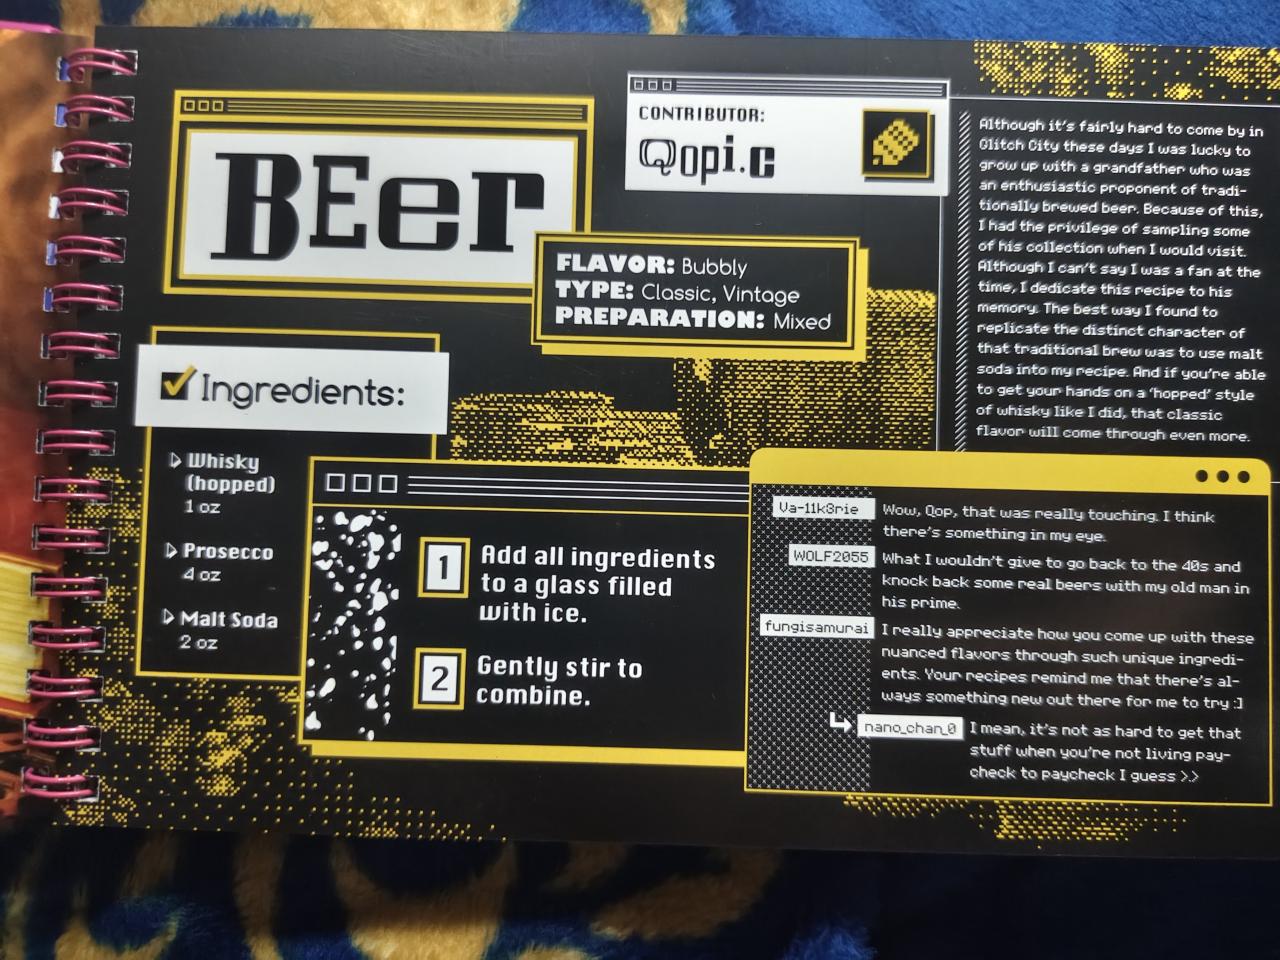 BEer
CONTRIBUTOR:
Qopi.c
FLAVOR: Bubbly
TYPE: Classic, Vintage
PREPARATION: Mixed
Although it's fairly hard to come by in
Glitch City these days I was lucky to
grow up with a grandfather who was
an enthusiastic proponent of tradi-
tionally brewed beer. Because of this,
I had the privilege of sampling some
of his collection when I would visit.
Although I can't say I was a fan at the
time, I dedicate this recipe to his
memory. The best way I found to
replicate the distinct character of
that traditional brew was to use malt
soda into my recipe. And if you're able
to get your hands on a 'hopped' style
of whisky like I did, that classic
flavor will come through even more.
Ingredients:
Whisky
(hopped)
1 oz
Prosecco
4 oz
Malt Soda
2 oz
1 Add all ingredients
to a glass filled
with ice.
2 Gently stir to
combine.
Va-11k3rie Wow, Qop, that was really touching. I think
there's something in my eye.
WOLF2055 What I wouldn't give to go back to the 40s and
knock back some real beers with my old man in
his prime.
fungisamurai I really appreciate how you come up with these
nuanced flavors through such unique ingredi-
ents. Your recipes remind me that there's al-
ways something new out there for me to try :]
nano_chan_0 I mean, it's not as hard to get that
stuff when you're not living pay-
check to paycheck I guess >.>